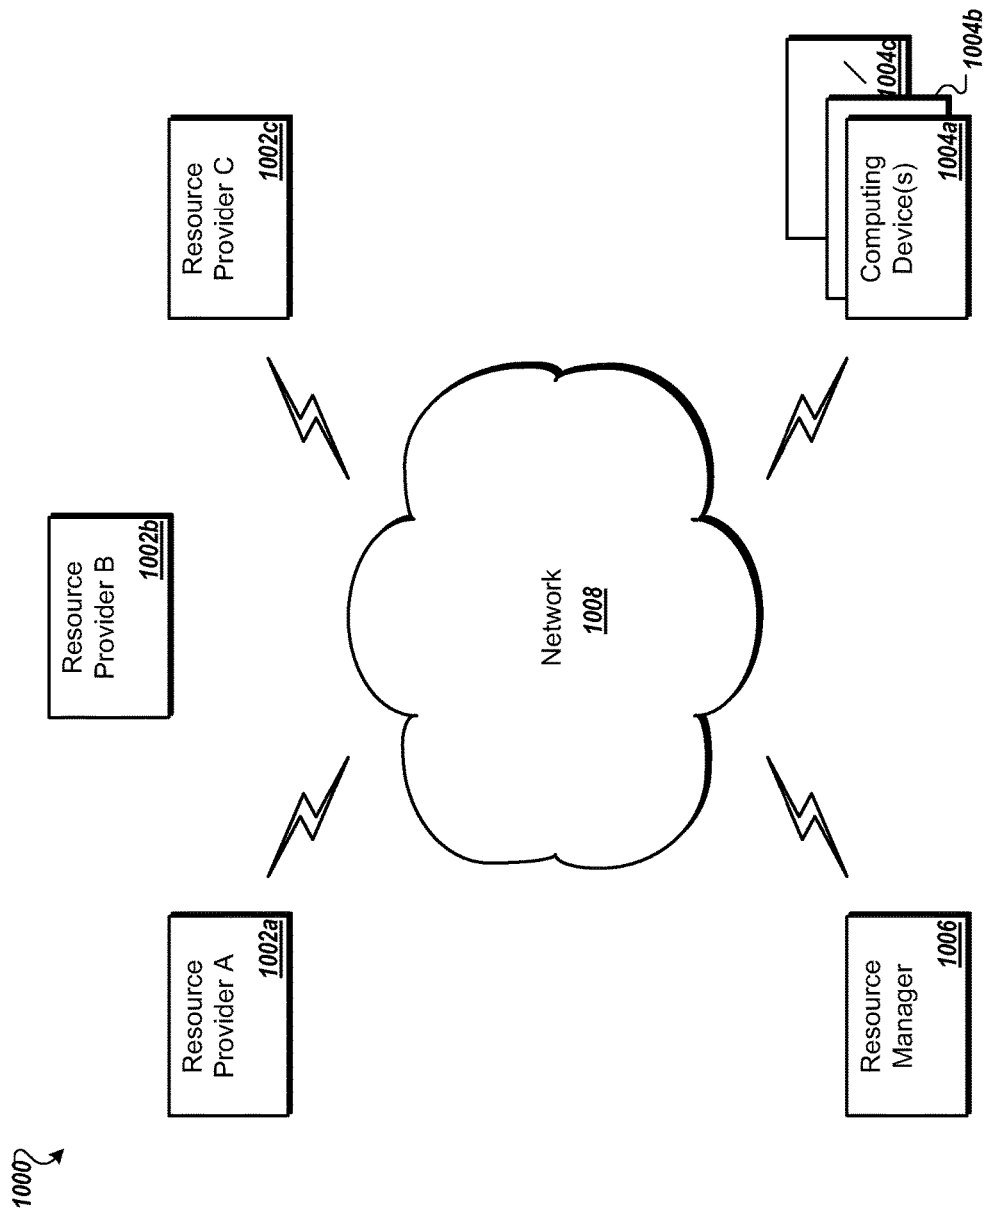 1000
Resource
Provider A
1002a
Resource
Provider B
1002b
Resource
Provider C
1002c
Network
1008
Resource
Manager
1006
Computing
Device(s)
1004a
1004b
1004c